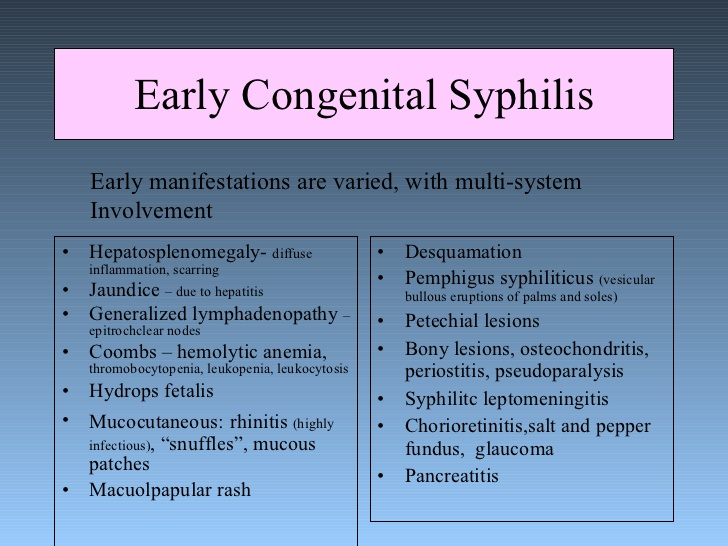 Early Congenital Syphilis
Early manifestations are varied, with multi-system
Involvement
• Hepatosplenomegaly- diffuse
inflammation, scarring
• Jaundice – due to hepatitis
• Generalized lymphadenopathy –
epitrochclear nodes
• Coombs – hemolytic anemia,
thromobocytopenia, leukopenia, leukocytosis
• Hydrops fetalis
• Mucocutaneous: rhinitis (highly
infectious), “snuffles”, mucous
patches
• Macuolpapular rash
• Desquamation
• Pemphigus syphiliticus (vesicular
bullous eruptions of palms and soles)
• Petechial lesions
• Bony lesions, osteochondritis,
periostitis, pseudoparalysis
• Syphilitc leptomeningitis
• Chorioretinitis,salt and pepper
fundus, glaucoma
• Pancreatitis